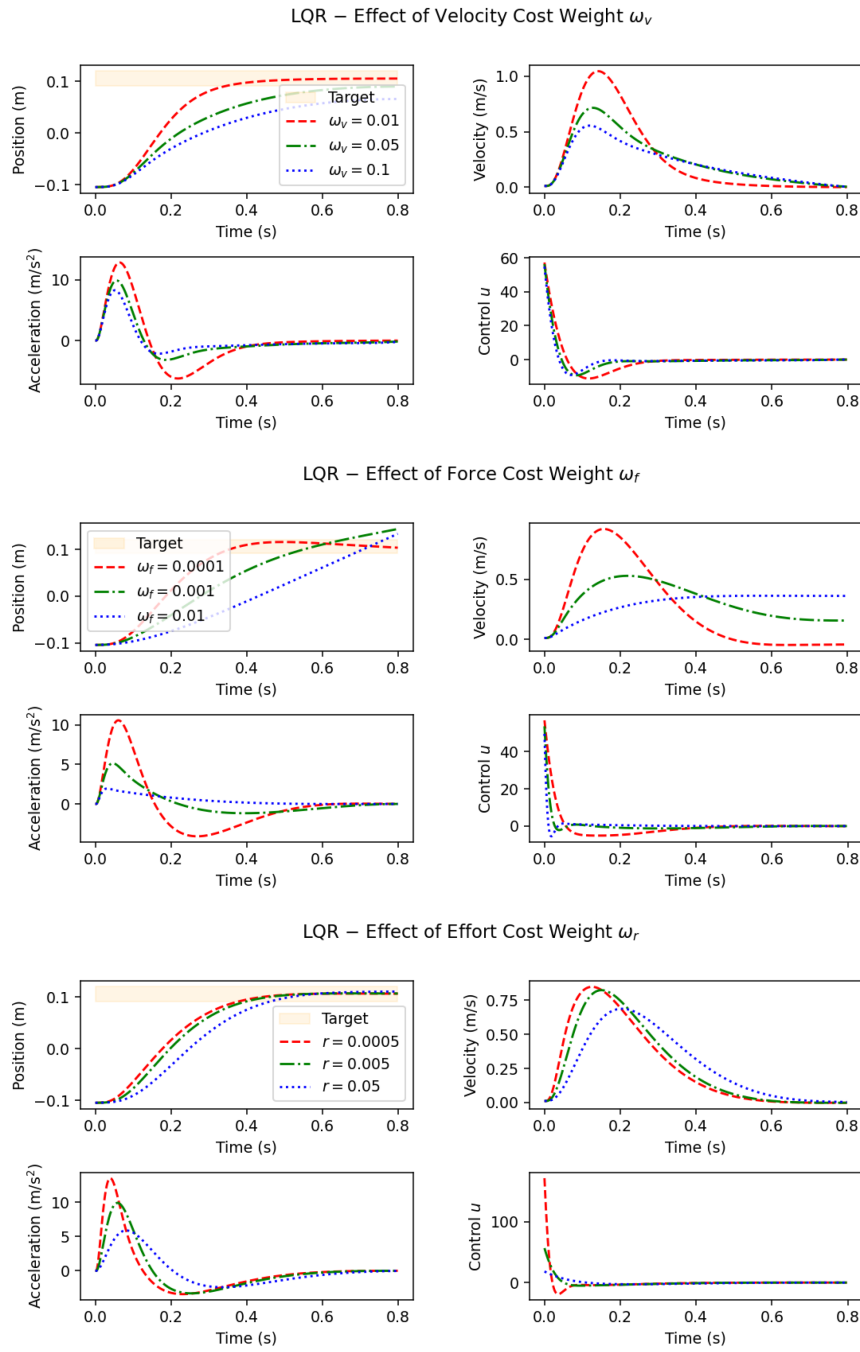 LQR − Effect of Velocity Cost Weight ω_v
Position (m)
0.1
0.0
−0.1
Target
ω_v = 0.01
ω_v = 0.05
ω_v = 0.1
0.0 0.2 0.4 0.6 0.8
Time (s)
Velocity (m/s)
1.0
0.5
0.0
0.0 0.2 0.4 0.6 0.8
Time (s)
Acceleration (m/s²)
10
0
0.0 0.2 0.4 0.6 0.8
Time (s)
Control u
60
40
20
0
0.0 0.2 0.4 0.6 0.8
Time (s)
LQR − Effect of Force Cost Weight ω_f
Position (m)
0.1
0.0
−0.1
Target
ω_f = 0.0001
ω_f = 0.001
ω_f = 0.01
0.0 0.2 0.4 0.6 0.8
Time (s)
Velocity (m/s)
0.5
0.0
0.0 0.2 0.4 0.6 0.8
Time (s)
Acceleration (m/s²)
10
5
0
0.0 0.2 0.4 0.6 0.8
Time (s)
Control u
40
20
0
0.0 0.2 0.4 0.6 0.8
Time (s)
LQR − Effect of Effort Cost Weight ω_r
Position (m)
0.1
0.0
−0.1
Target
r = 0.0005
r = 0.005
r = 0.05
0.0 0.2 0.4 0.6 0.8
Time (s)
Velocity (m/s)
0.75
0.50
0.25
0.00
0.0 0.2 0.4 0.6 0.8
Time (s)
Acceleration (m/s²)
10
5
0
0.0 0.2 0.4 0.6 0.8
Time (s)
Control u
100
0
0.0 0.2 0.4 0.6 0.8
Time (s)